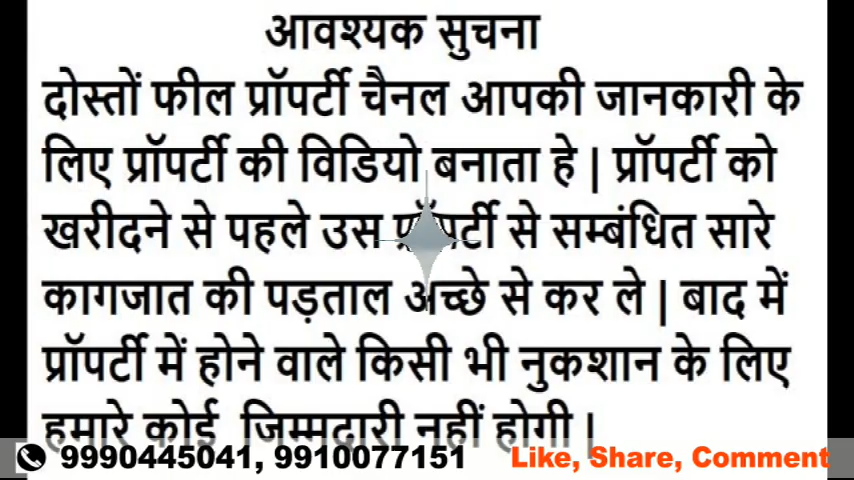 आवश्यक सुचना
दोस्तों फील प्रॉपर्टी चैनल आपकी जानकारी के
लिए प्रॉपर्टी की विडियो बनाता हे | प्रॉपर्टी को
खरीदने से पहले उस प्रॉपर्टी से सम्बंधित सारे
कागजात की पड़ताल अच्छे से कर ले | बाद में
प्रॉपर्टी में होने वाले किसी भी नुकशान के लिए
हमारे कोई जिम्मदारी नहीं होगी |
9990445041, 9910077151 Like, Share, Comment